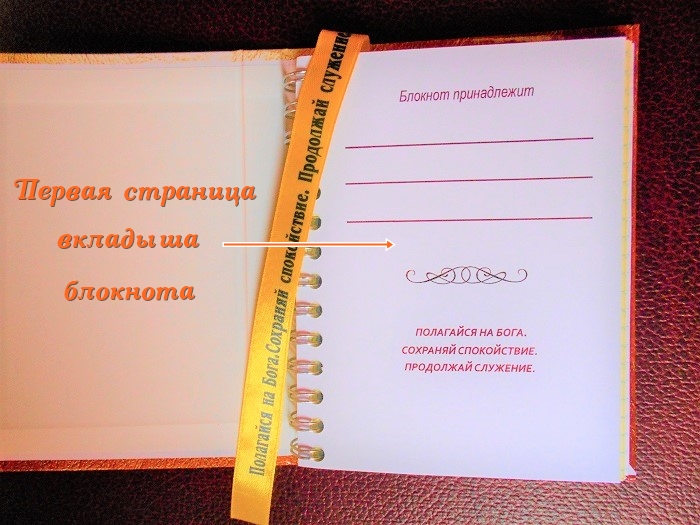 Первая страница
вкладыша
блокнота
Полагайся на Бога.Сохраняй спокойствие. Продолжай служение
Блокнот принадлежит
ПОЛАГАЙСЯ НА БОГА.
СОХРАНЯЙ СПОКОЙСТВИЕ.
ПРОДОЛЖАЙ СЛУЖЕНИЕ.